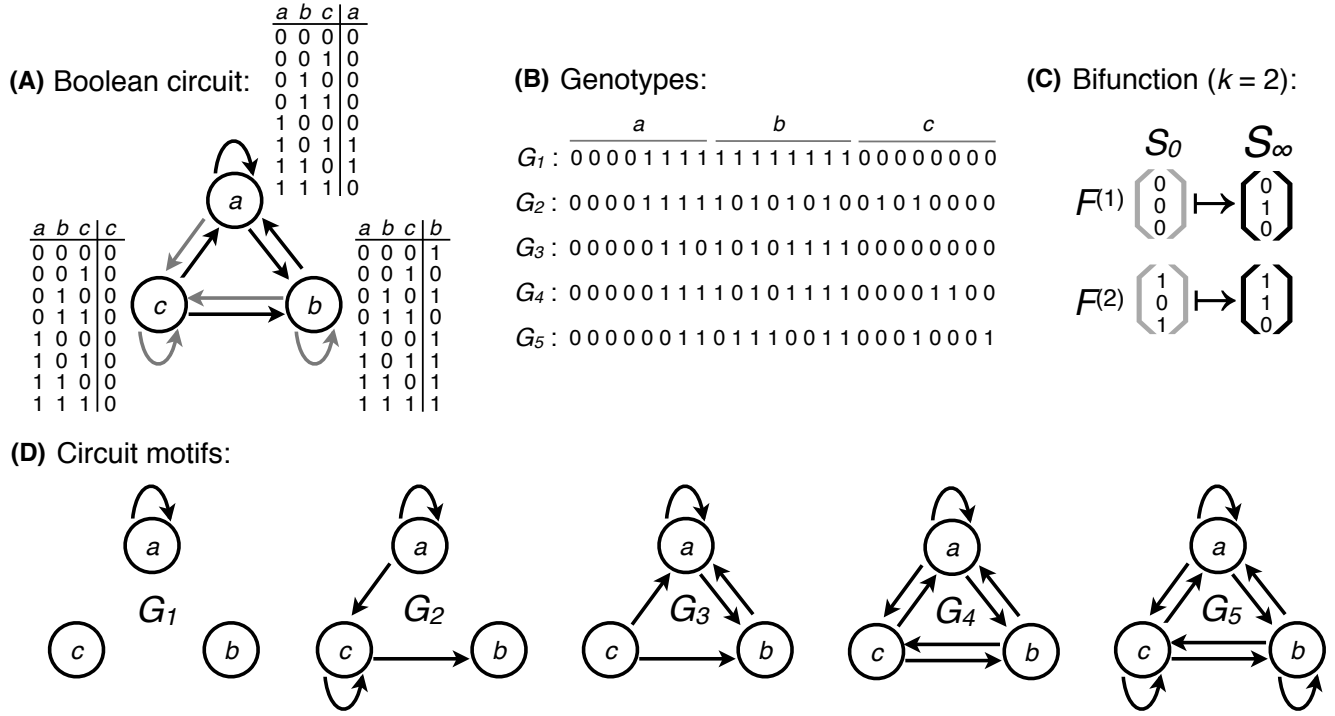 a b c a
0 0 0 0
0 0 1 0
0 1 0 0
0 1 1 0
1 0 0 0
1 0 1 1
1 1 0 1
1 1 1 0
(A) Boolean circuit:
a
c
b
a b c c
0 0 0 0
0 0 1 0
0 1 0 0
0 1 1 0
1 0 0 0
1 0 1 0
1 1 0 0
1 1 1 0
a b c b
0 0 0 1
0 0 1 0
0 1 0 1
0 1 1 0
1 0 0 1
1 0 1 1
1 1 0 1
1 1 1 1
(B) Genotypes:
a b c
G1 : 0 0 0 0 1 1 1 1 1 1 1 1 1 1 1 1 0 0 0 0 0 0 0 0
G2 : 0 0 0 0 1 1 1 1 1 0 1 0 1 0 1 0 0 1 0 1 0 0 0 0
G3 : 0 0 0 0 0 1 1 0 1 0 1 0 1 1 1 1 0 0 0 0 0 0 0 0
G4 : 0 0 0 0 0 1 1 1 1 0 1 0 1 1 1 1 0 0 0 0 1 1 0 0
G5 : 0 0 0 0 0 0 1 1 0 1 1 1 0 0 1 1 0 0 0 1 0 0 0 1
(C) Bifunction (k = 2):
S0 S∞
F(1)
0 0
0 1
0 0
F(2)
1 1
0 1
1 0
(D) Circuit motifs:
a
G1
c b
a
G2
c b
a
G3
c b
a
G4
c b
a
G5
c b